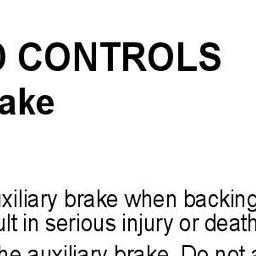 CONTROLS
ake
uxiliary brake when backing
ult in serious injury or death
he auxiliary brake. Do not a